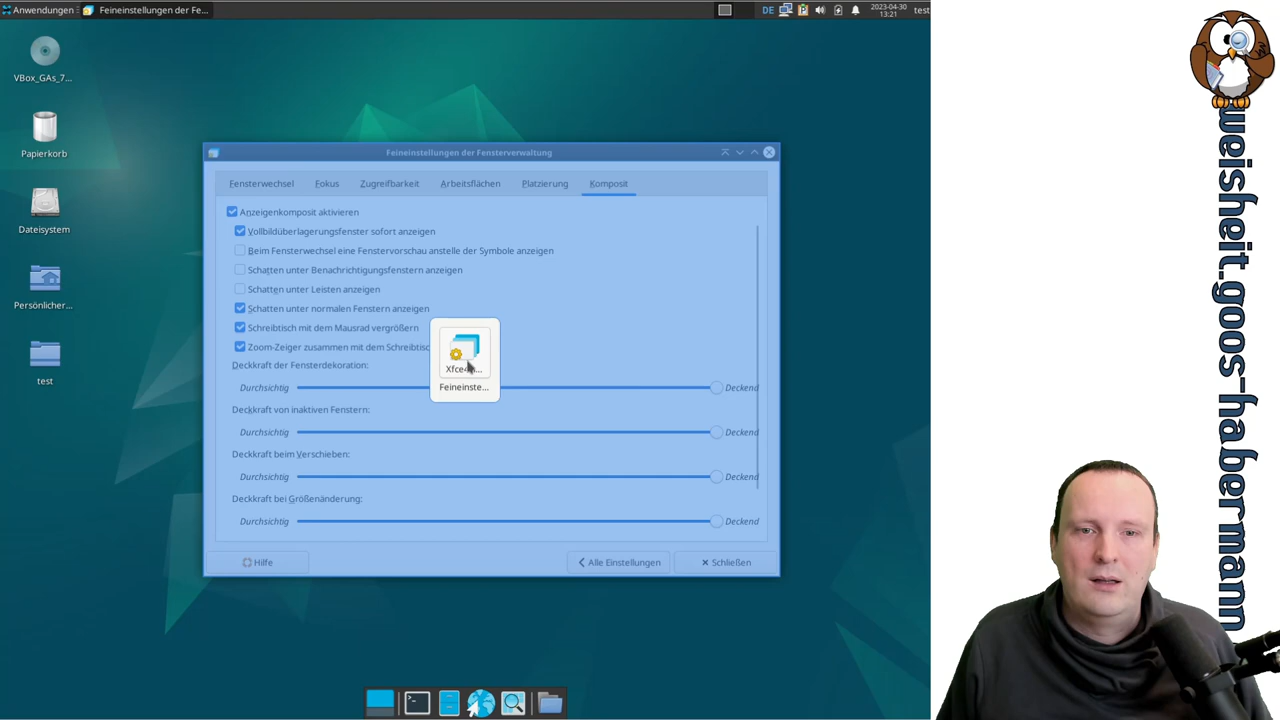 Anwendungen
Feineinstellungen der Fe...
DE
2023-04-30
13:21
test
VBox_GAs_7...
Papierkorb
Dateisystem
Persönlicher...
test
Feineinstellungen der Fensterverwaltung
Fensterwechsel Fokus Zugreifbarkeit Arbeitsflächen Platzierung Komposit
Anzeigenkomposit aktivieren
Vollbildüberlagerungsfenster sofort anzeigen
Beim Fensterwechsel eine Fenstervorschau anstelle der Symbole anzeigen
Schatten unter Benachrichtigungsfenstern anzeigen
Schatten unter Leisten anzeigen
Schatten unter normalen Fenstern anzeigen
Schreibtisch mit dem Mausrad vergrößern
Zoom-Zeiger zusammen mit dem Schreibtisc
Deckkraft der Fensterdekoration:
Durchsichtig Deckend
Deckkraft von inaktiven Fenstern:
Durchsichtig Deckend
Deckkraft beim Verschieben:
Durchsichtig Deckend
Deckkraft bei Größenänderung:
Durchsichtig Deckend
Hilfe
Alle Einstellungen
Schließen
Feineinste...
weisheit.goos-habermann